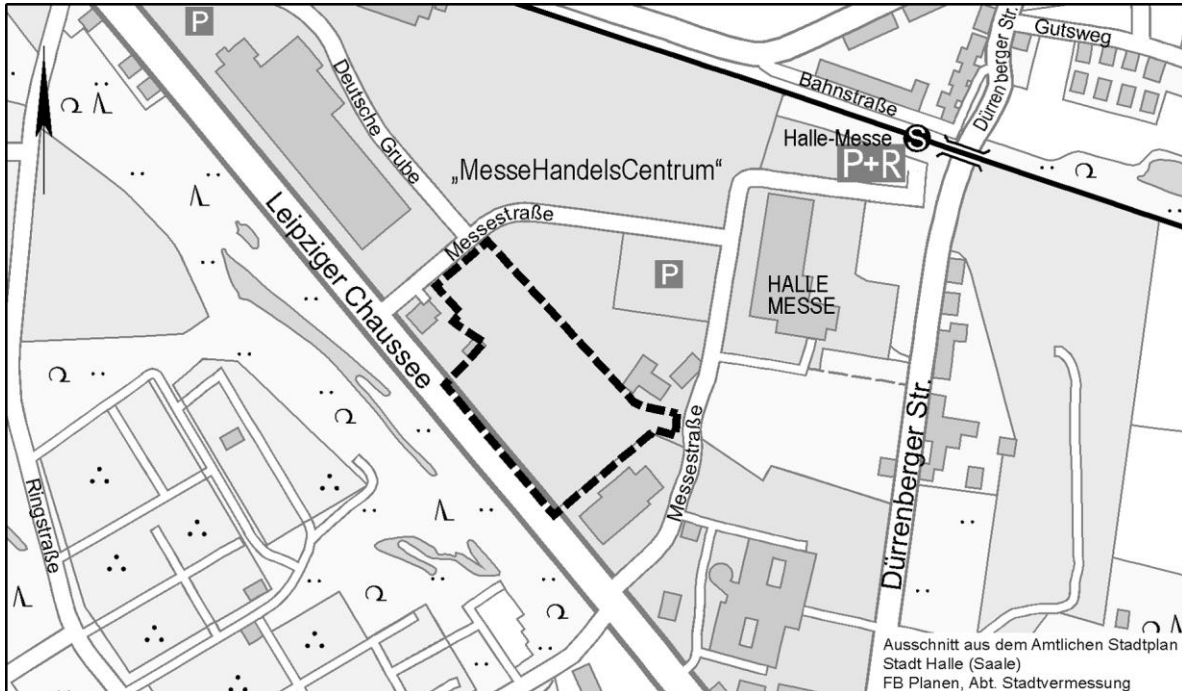 P
Deutsche Grube
„MesseHandelsCentrum“
Messestraße
Leipziger Chaussee
Bahnstraße
Halle-Messe
S
P+R
Dürrenberger Str.
Gutsweg
P
HALLE
MESSE
Messestraße
Dürrenberger Str.
Ringstraße
Ausschnitt aus dem Amtlichen Stadtplan
Stadt Halle (Saale)
FB Planen, Abt. Stadtvermessung